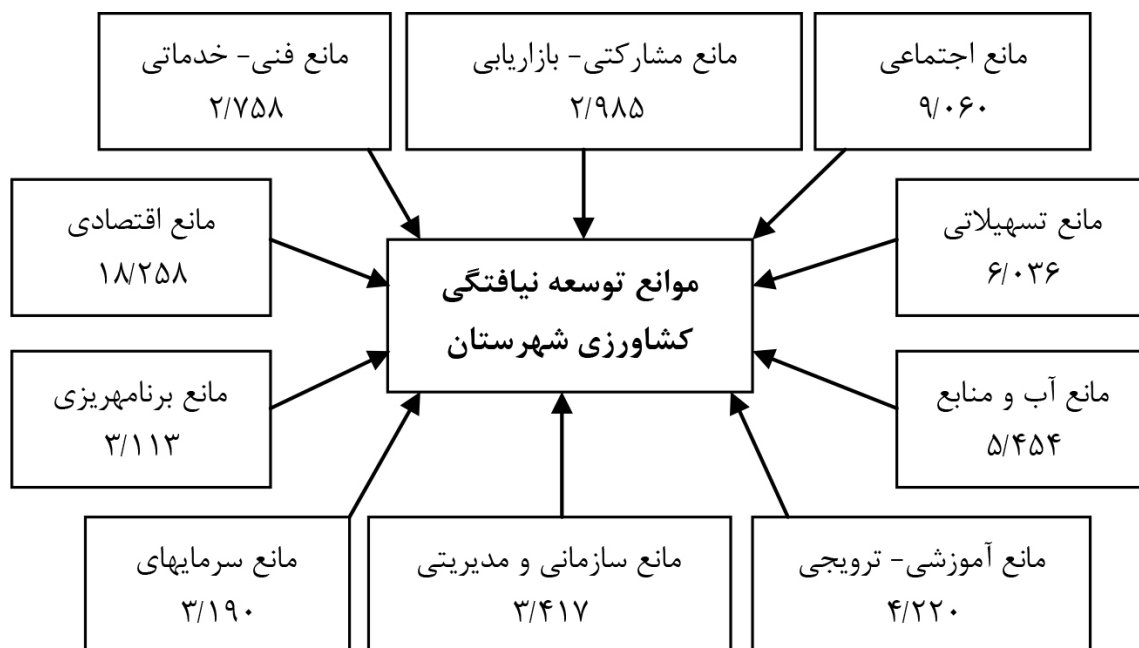 مانع اجتماعی
۹/۰۶۰
مانع مشارکتی- بازاریابی
۲/۹۸۵
مانع فنی- خدماتی
۲/۷۵۸
مانع تسهیلاتی
۶/۰۳۶
موانع توسعه نیافتگی
کشاورزی شهرستان
مانع اقتصادی
۱۸/۲۵۸
مانع آب و منابع
۵/۴۵۴
مانع برنامهریزی
۳/۱۱۳
مانع آموزشی- ترویجی
۴/۲۲۰
مانع سازمانی و مدیریتی
۳/۴۱۷
مانع سرمایهای
۳/۱۹۰